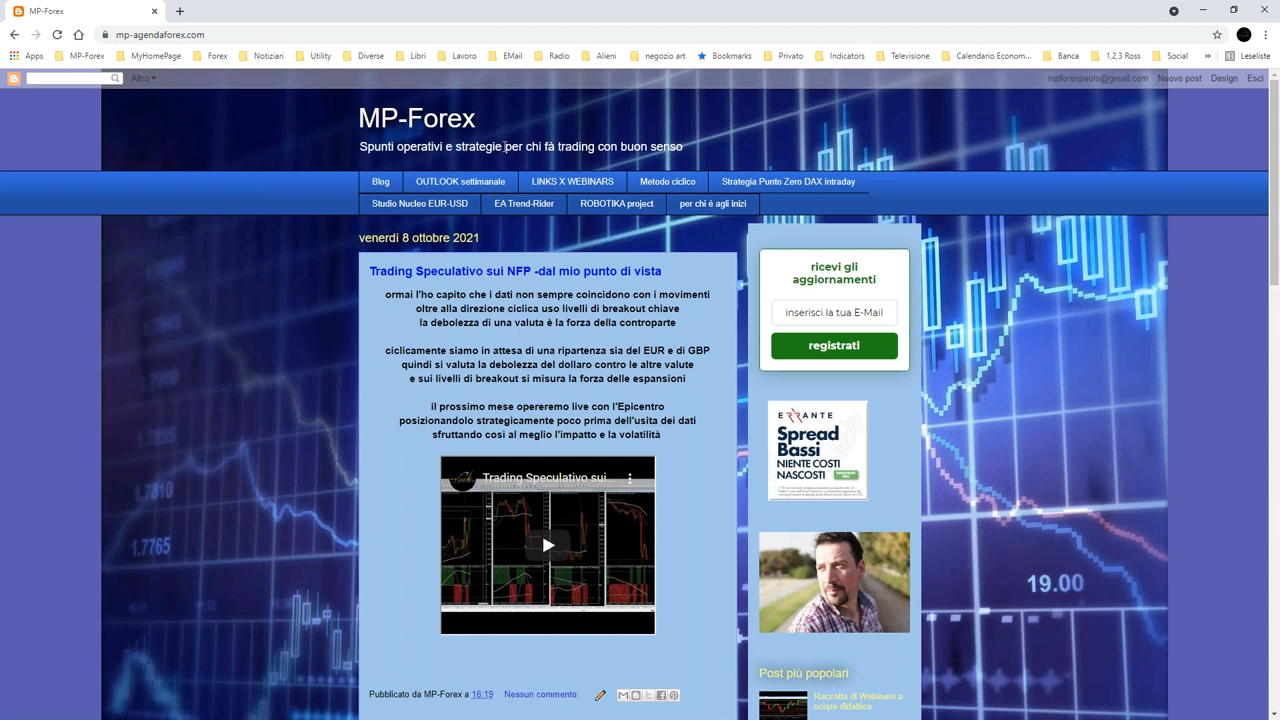 MP-Forex
mp-agendaforex.com
Apps MP-Forex MyHomePage Forex Notiziari Utility Diverse Libri Lavoro EMail Radio Alieni negozio art Bookmarks Privato Indicators Televisione Calendario Econom... Banca 1,2,3 Ross Social » Leseliste
Altro mpforexpaolo@gmail.com Nuovo post Design Esci
MP-Forex
Spunti operativi e strategie per chi fà trading con buon senso
Blog OUTLOOK settimanale LINKS X WEBINARS Metodo ciclico Strategia Punto Zero DAX intraday
Studio Nucleo EUR-USD EA Trend-Rider ROBOTIKA project per chi è agli inizi
venerdì 8 ottobre 2021
Trading Speculativo sui NFP -dal mio punto di vista
ormai l'ho capito che i dati non sempre coincidono con i movimenti
oltre alla direzione ciclica uso livelli di breakout chiave
la debolezza di una valuta è la forza della controparte
ciclicamente siamo in attesa di una ripartenza sia del EUR e di GBP
quindi si valuta la debolezza del dollaro contro le altre valute
e sui livelli di breakout si misura la forza delle espansioni
il prossimo mese opereremo live con l'Epicentro
posizionandolo strategicamente poco prima dell'usita dei dati
sfruttando così al meglio l'impatto e la volatilità
Trading Speculativo sui...
Pubblicato da MP-Forex a 16:19 Nessun commento:
ricevi gli
aggiornamenti
inserisci la tua E-Mail
registrati
ERRANTE
Spread
Bassi
NIENTE COSTI
NASCOSTI
Post più popolari
Raccolta di Webinars a
scopo didattico
1.7765
19.00